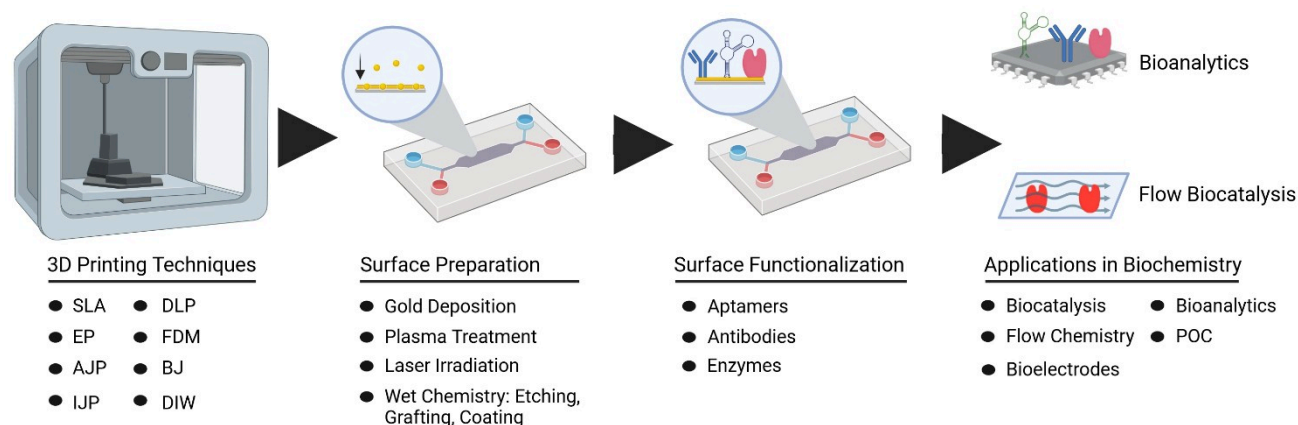 Bioanalytics
Flow Biocatalysis
3D Printing Techniques
SLA
DLP
EP
FDM
AJP
BJ
IJP
DIW
Surface Preparation
Gold Deposition
Plasma Treatment
Laser Irradiation
Wet Chemistry: Etching,
Grafting, Coating
Surface Functionalization
Aptamers
Antibodies
Enzymes
Applications in Biochemistry
Biocatalysis
Bioanalytics
Flow Chemistry
POC
Bioelectrodes